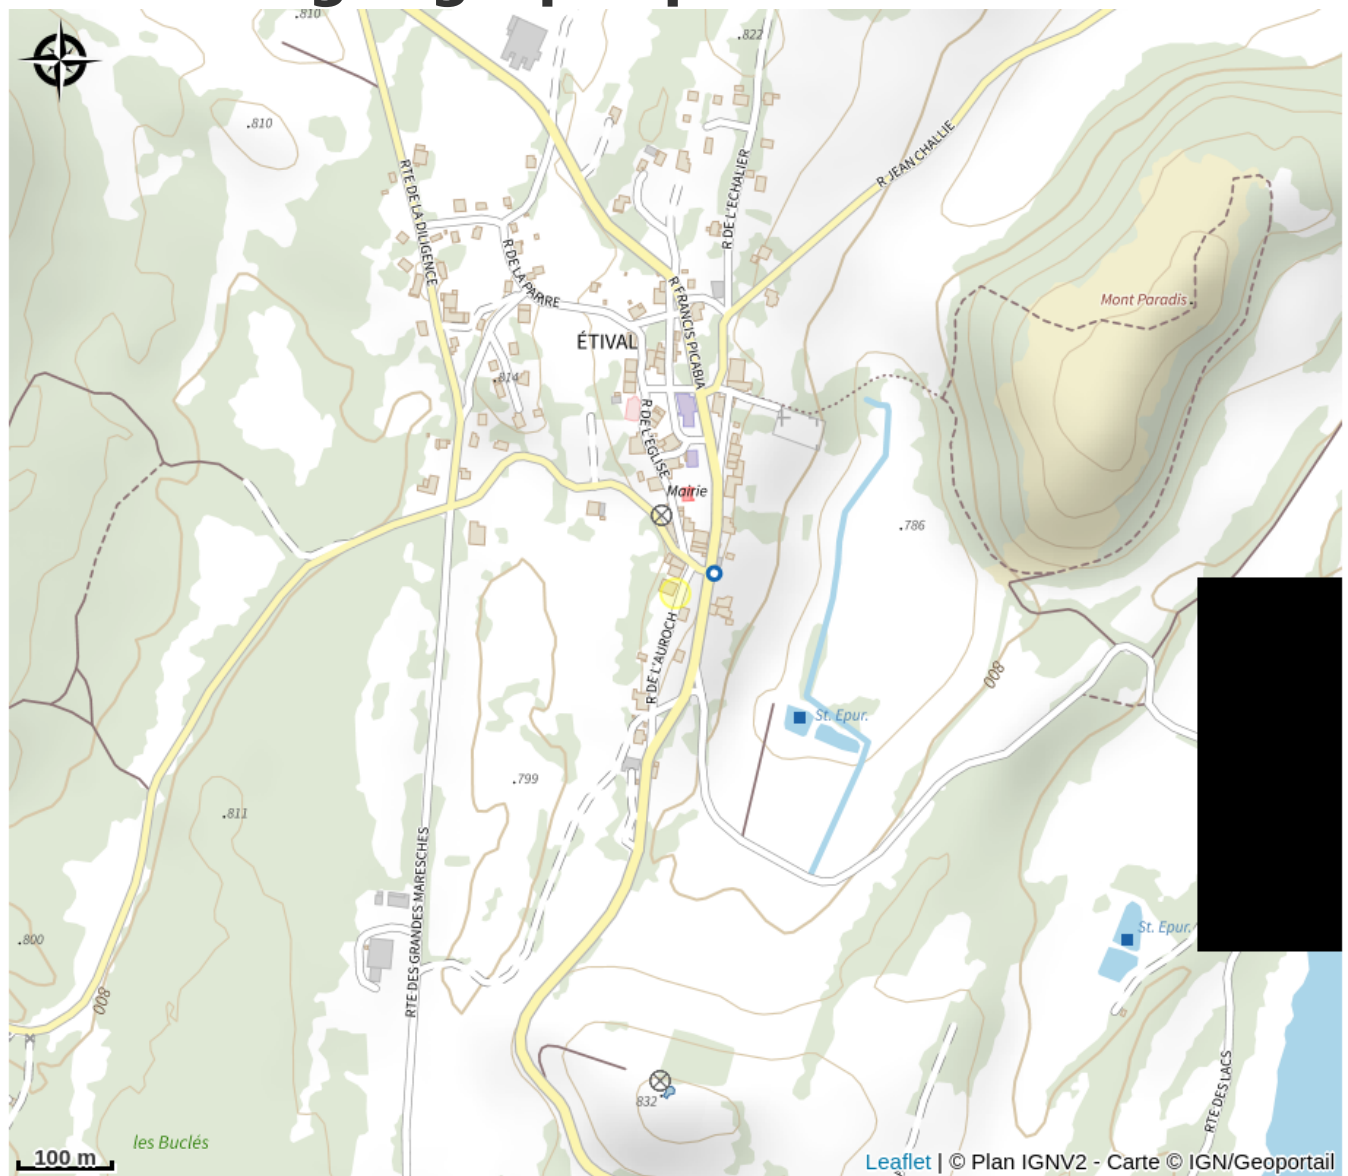 .810
.822
.810
R JEAN CHALLIE
RTE DE LA DILIGENCE
R DE L'ECHALIER
R DE LA PARRE
R FRANCIS PICABIA
Mont Paradis
ÉTIVAL
.814
R DE L'EGLISE
Mairie
.786
R DE L'AUROCH
800
St. Epur.
.799
.811
RTE DES GRANDES MARESCHES
St. Epur.
.800
800
RTE DES LACS
832
les Buclés
100 m
Leaflet | © Plan IGNV2 - Carte © IGN/Geoportail